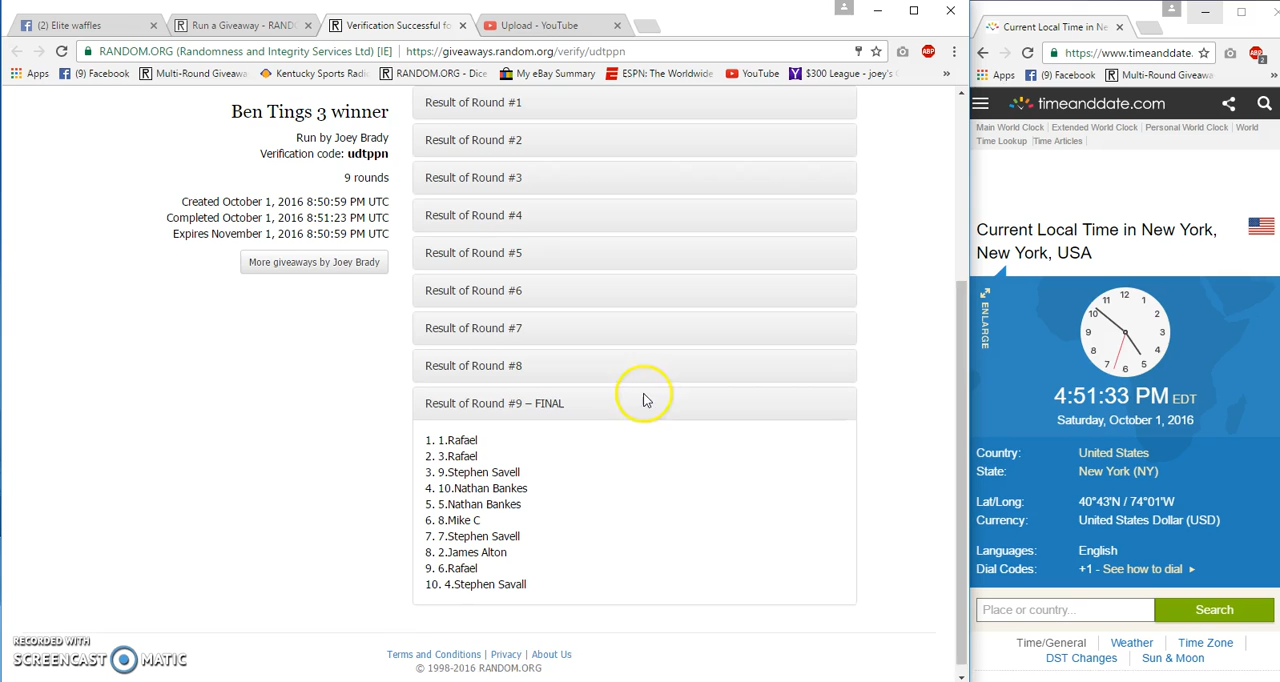 (2) Elite waffles
Run a Giveaway - RAND
Verification Successful fo
Upload - YouTube
RANDOM.ORG (Randomness and Integrity Services Ltd) [IE] https://giveaways.random.org/verify/udtppn
Apps (9) Facebook Multi-Round Giveawa Kentucky Sports Radi RANDOM.ORG - Dice My eBay Summary ESPN: The Worldwide YouTube $300 League - joey's
Ben Tings 3 winner
Run by Joey Brady
Verification code: udtppn
9 rounds
Created October 1, 2016 8:50:59 PM UTC
Completed October 1, 2016 8:51:23 PM UTC
Expires November 1, 2016 8:50:59 PM UTC
More giveaways by Joey Brady
Result of Round #1
Result of Round #2
Result of Round #3
Result of Round #4
Result of Round #5
Result of Round #6
Result of Round #7
Result of Round #8
Result of Round #9 – FINAL
1. 1.Rafael
2. 3.Rafael
3. 9.Stephen Savell
4. 10.Nathan Bankes
5. 5.Nathan Bankes
6. 8.Mike C
7. 7.Stephen Savell
8. 2.James Alton
9. 6.Rafael
10. 4.Stephen Savall
Terms and Conditions | Privacy | About Us
© 1998-2016 RANDOM.ORG
RECORDED WITH
SCREENCAST MATIC
Current Local Time in Ne
https://www.timeanddate.
Apps (9) Facebook Multi-Round Giveaw
timeanddate.com
Main World Clock | Extended World Clock | Personal World Clock | World
Time Lookup | Time Articles |
Current Local Time in New York,
New York, USA
ENLARGE
12
1
2
3
4
5
6
7
8
9
10
11
4:51:33 PM EDT
Saturday, October 1, 2016
Country: United States
State: New York (NY)
Lat/Long: 40°43'N / 74°01'W
Currency: United States Dollar (USD)
Languages: English
Dial Codes: +1 - See how to dial
Place or country...
Search
Time/General | Weather | Time Zone |
DST Changes | Sun & Moon